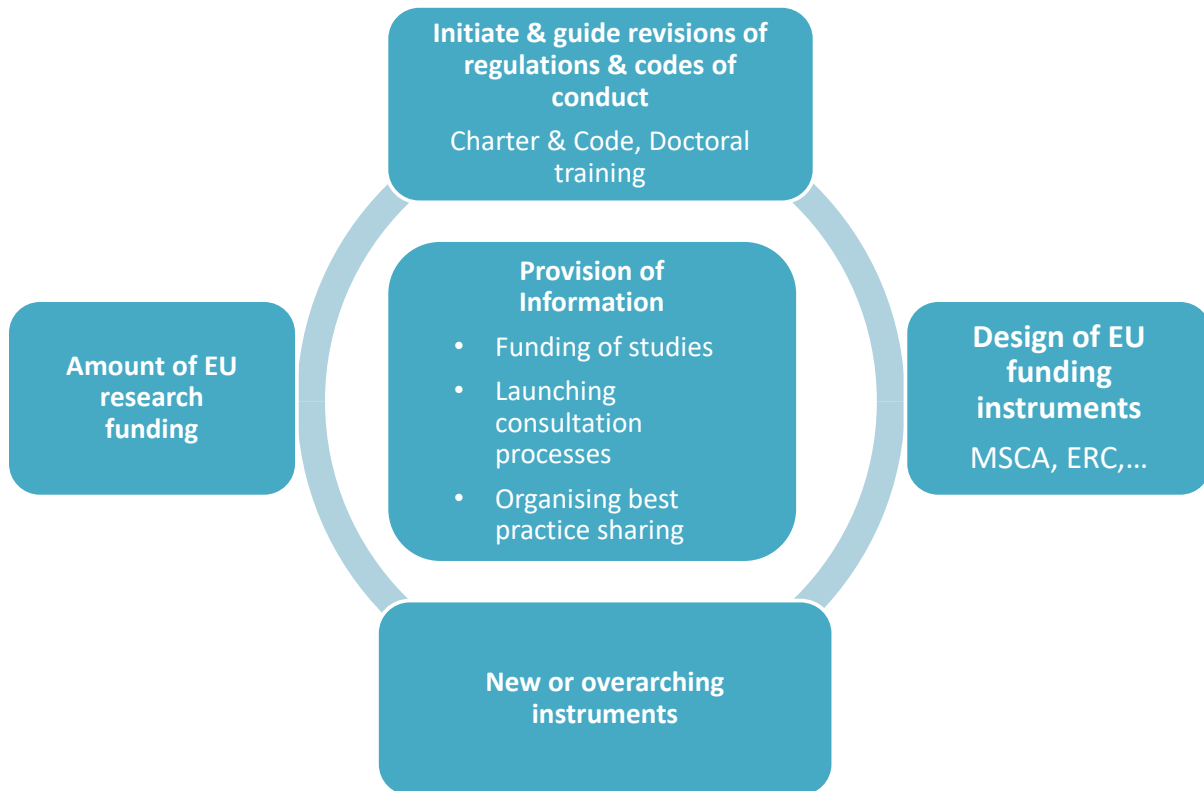 Initiate & guide revisions of
regulations & codes of
conduct
Charter & Code, Doctoral
training
Provision of
Information
• Funding of studies
• Launching
consultation
processes
• Organising best
practice sharing
Amount of EU
research
funding
Design of EU
funding
instruments
MSCA, ERC,...
New or overarching
instruments